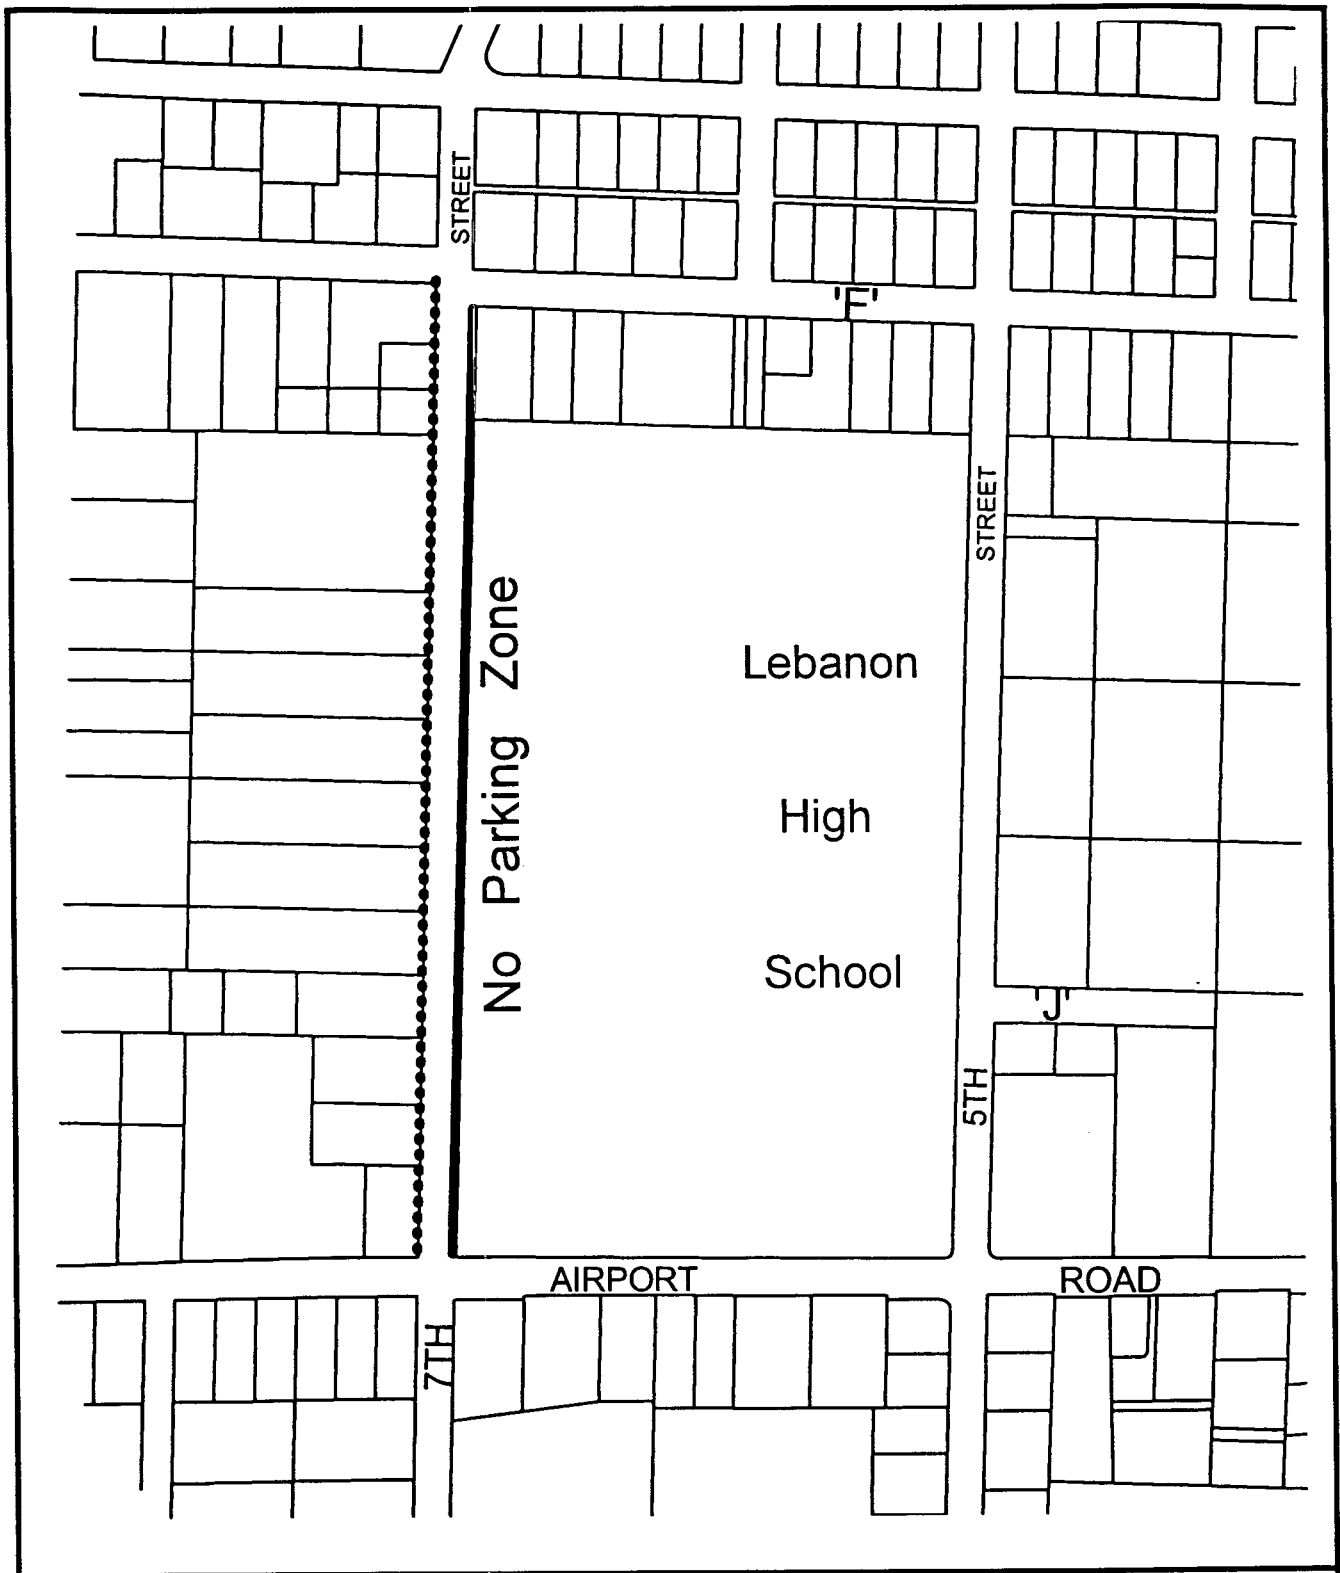 STREET
'F'
STREET
No Parking Zone
Lebanon
High
School
'J'
5TH
AIRPORT ROAD
7TH